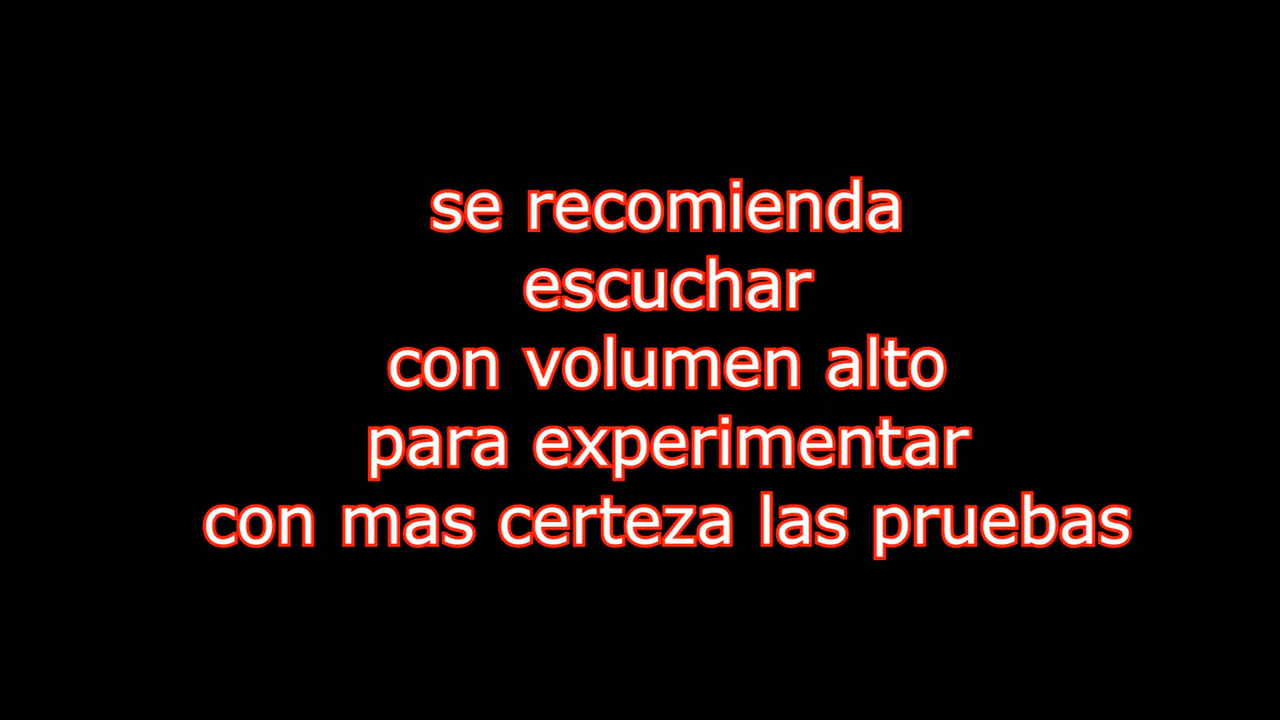 se recomienda
escuchar
con volumen alto
para experimentar
con mas certeza las pruebas